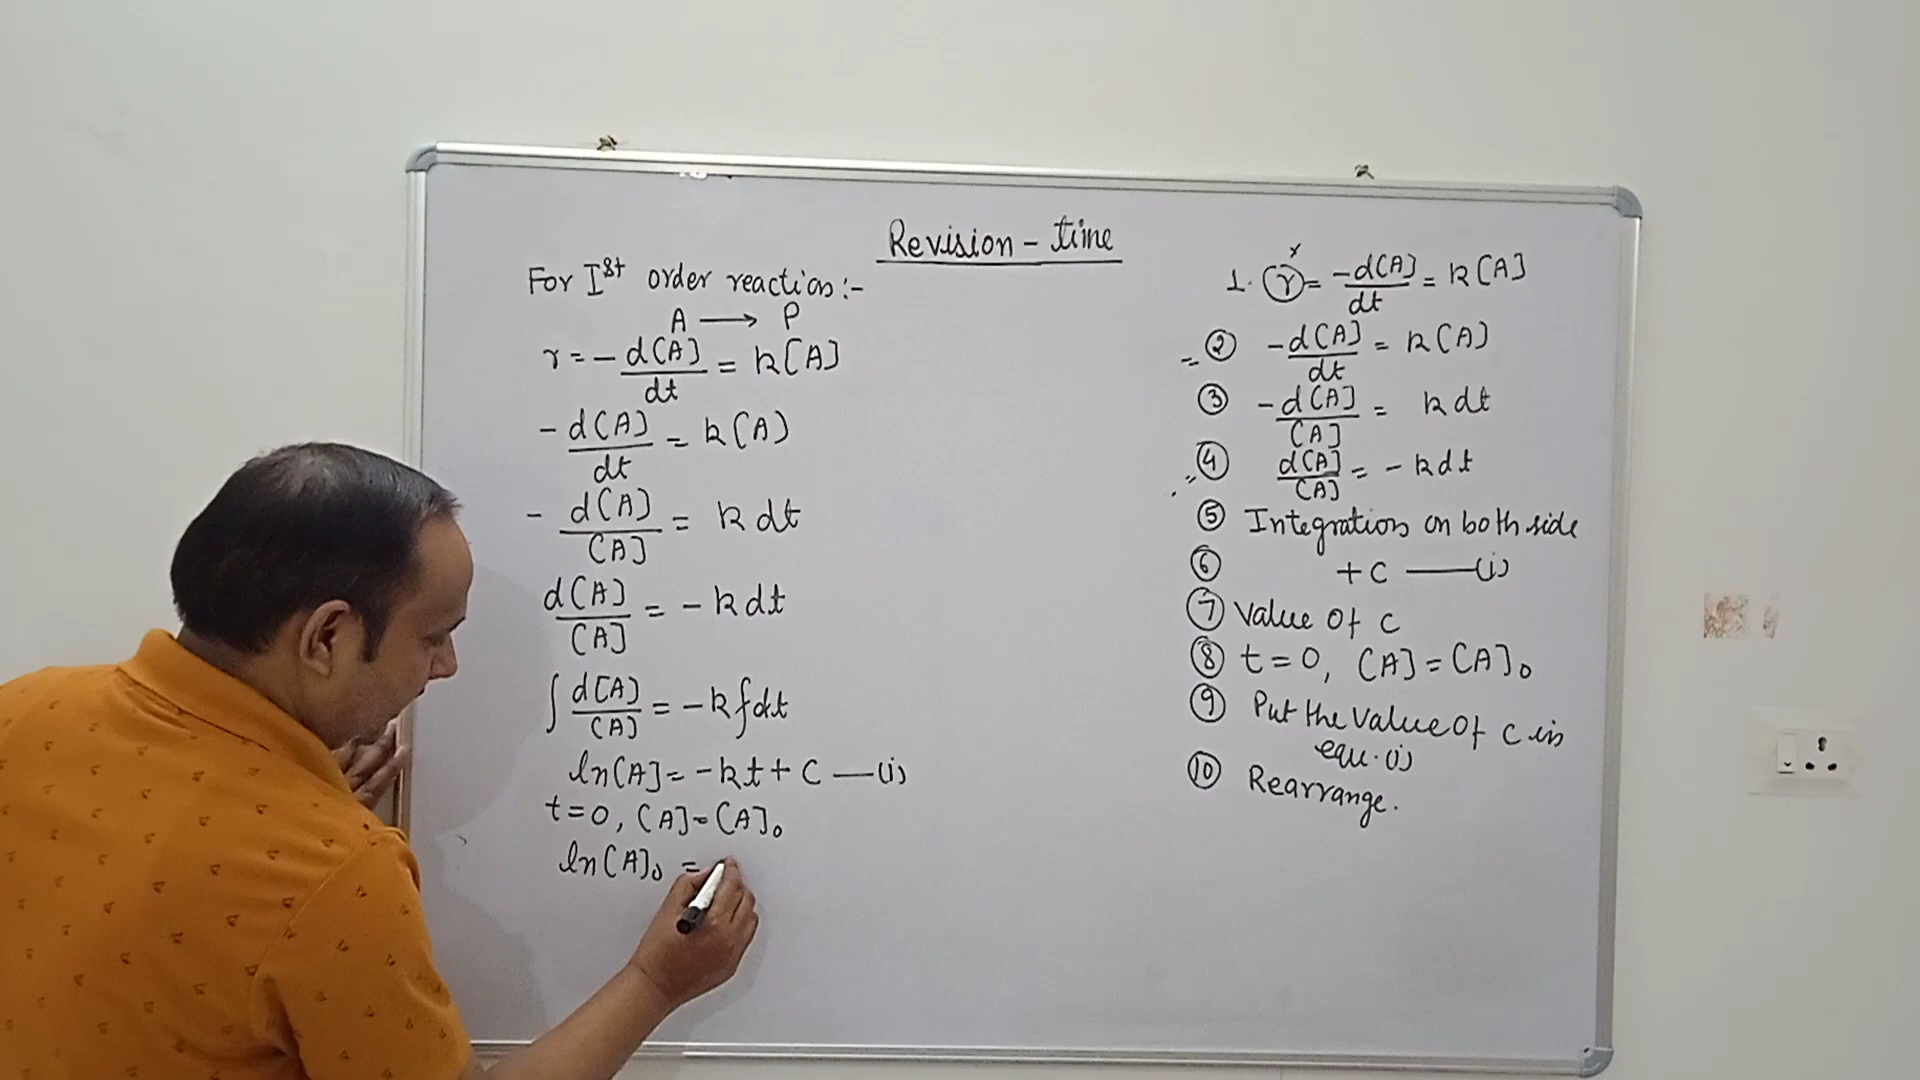 Revision - time
For Ist order reaction :-
A ⟶ P
r = - d[A]/dt = k[A]
- d[A]/dt = k[A]
- d[A]/[A] = k dt
d[A]/[A] = - k dt
∫ d[A]/[A] = - k ∫ dt
ln[A] = - kt + C —(i)
t = 0, [A] = [A]₀
ln[A]₀ =
1. r = -d[A]/dt = k[A]
② -d[A]/dt = k[A]
③ -d[A]/[A] = k dt
④ d[A]/[A] = - k dt
⑤ Integration on both side
⑥ + C ——(i)
⑦ Value of C
⑧ t = 0, [A] = [A]₀
⑨ Put the value of C in
equ. (i)
⑩ Rearrange.